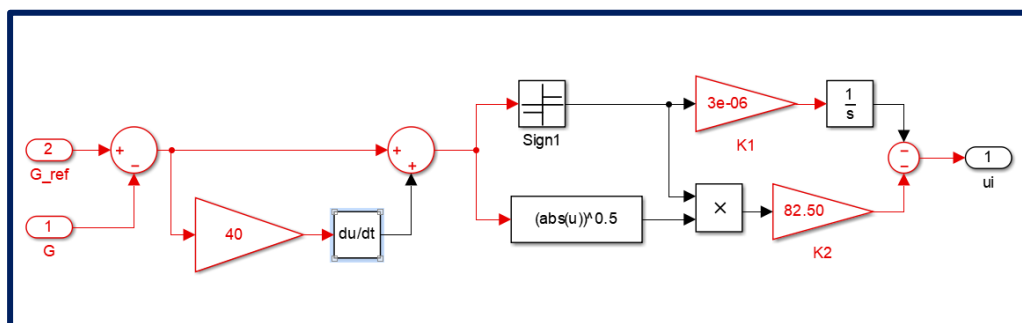 2
G_ref
1
G
+
−
40
du/dt
+
+
Sign1
(abs(u))^0.5
3e-06
K1
1
s
×
82.50
K2
−
−
1
ui